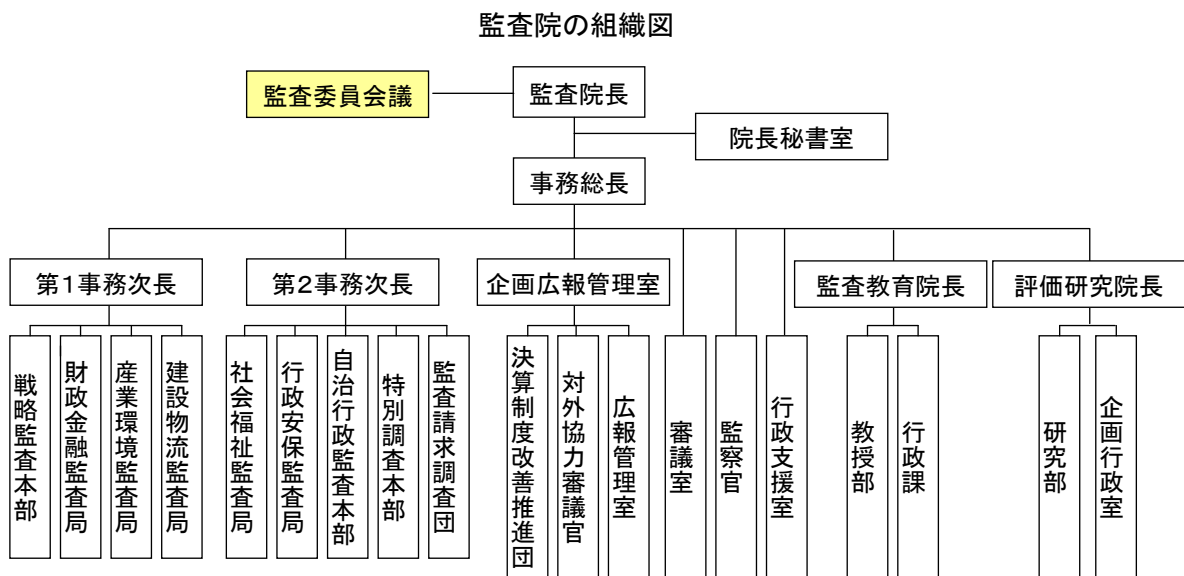 監査院の組織図
監査委員会議
監査院長
院長秘書室
事務総長
第1事務次長
第2事務次長
企画広報管理室
監査教育院長
評価研究院長
戦略監査本部
財政金融監査局
産業環境監査局
建設物流監査局
社会福祉監査局
行政安保監査局
自治行政監査本部
特別調査本部
監査請求調査団
決算制度改善推進団
対外協力審議官
広報管理室
審議室
監察官
行政支援室
教授部
行政課
研究部
企画行政室